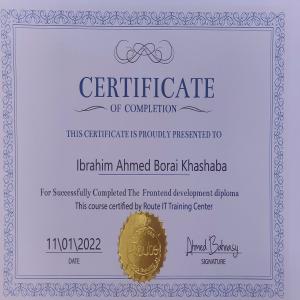 CERTIFICATE
OF COMPLETION
THIS CERTIFICATE IS PROUDLY PRESENTED TO
Ibrahim Ahmed Borai Khashaba
For Successfully Completed The Frontend development diploma
This course certified by Route IT Training Center
11\01\2022
DATE
Route
Ahmed Bahnasy
SIGNATURE